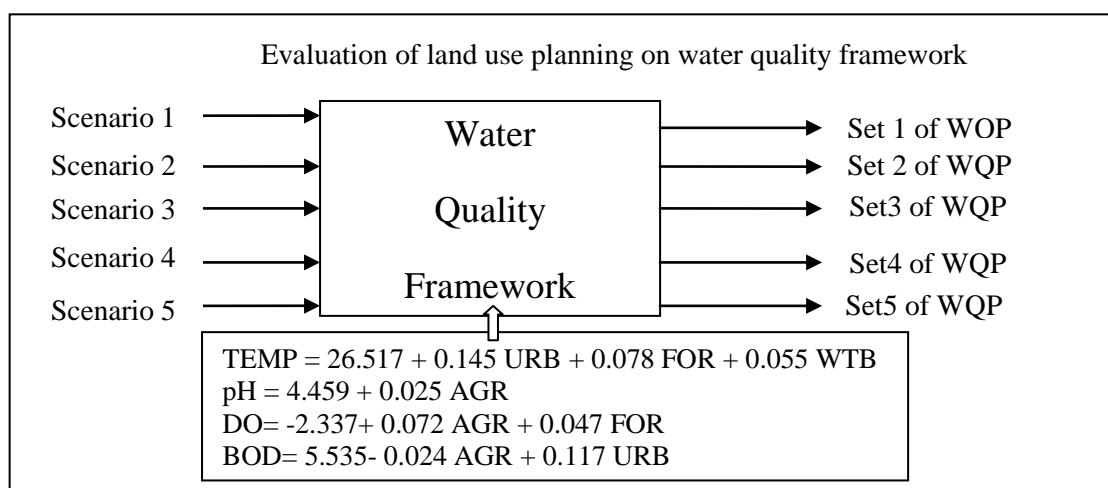 Evaluation of land use planning on water quality framework
Scenario 1
Scenario 2
Scenario 3
Scenario 4
Scenario 5
Water
Quality
Framework
Set 1 of WOP
Set 2 of WQP
Set3 of WQP
Set4 of WQP
Set5 of WQP
TEMP = 26.517 + 0.145 URB + 0.078 FOR + 0.055 WTB
pH = 4.459 + 0.025 AGR
DO= -2.337+ 0.072 AGR + 0.047 FOR
BOD= 5.535- 0.024 AGR + 0.117 URB